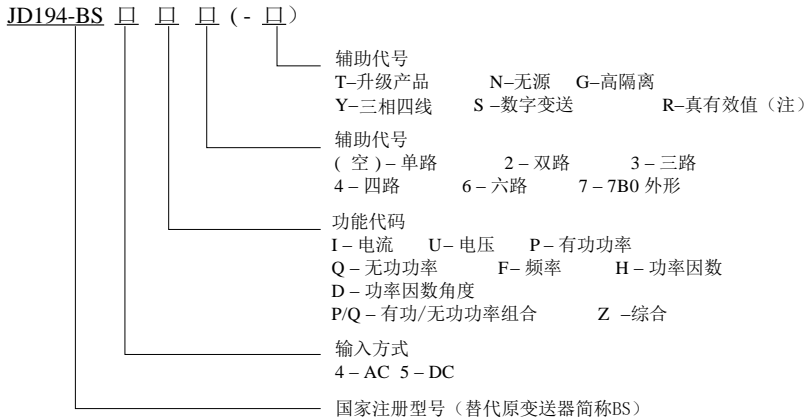 JD194-BS 口 口 口 ( - 口）
辅助代号
T–升级产品 N–无源 G–高隔离
Y–三相四线 S –数字变送 R–真有效值（注）
辅助代号
( 空 ) – 单路 2 – 双路 3 – 三路
4 – 四路 6 – 六路 7 – 7B0 外形
功能代码
I – 电流 U– 电压 P – 有功功率
Q – 无功功率 F– 频率 H – 功率因数
D – 功率因数角度
P/Q – 有功/无功功率组合 Z –综合
输入方式
4 – AC 5 – DC
国家注册型号（替代原变送器简称BS）